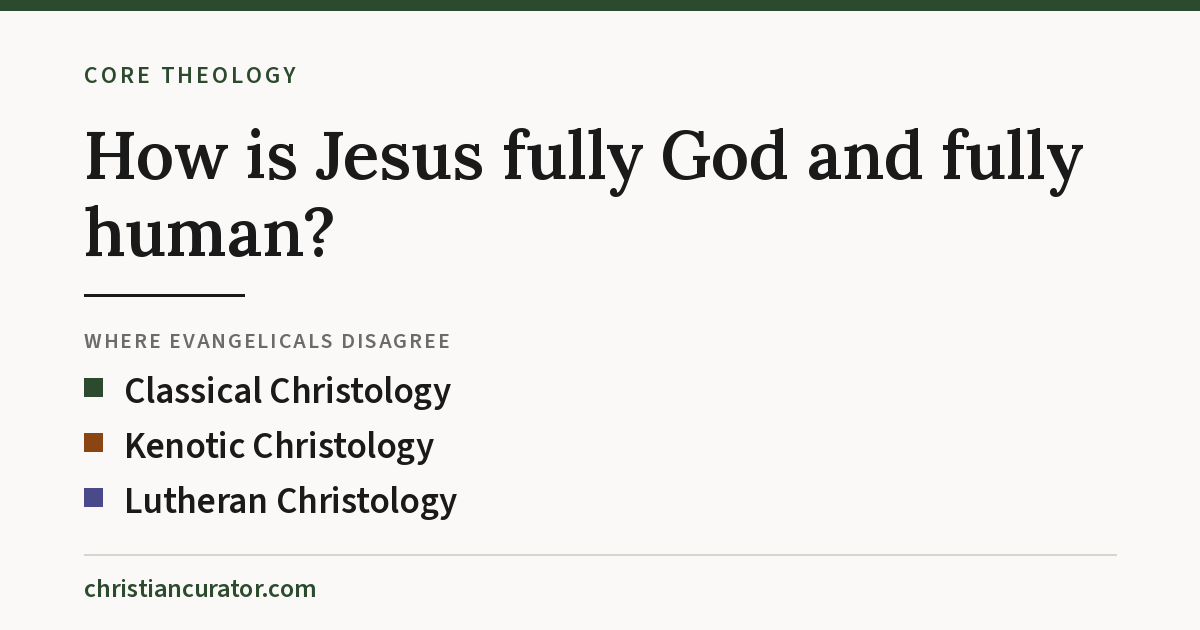 CORE THEOLOGY
How is Jesus fully God and fully
human?
WHERE EVANGELICALS DISAGREE
Classical Christology
Kenotic Christology
Lutheran Christology
christiancurator.com